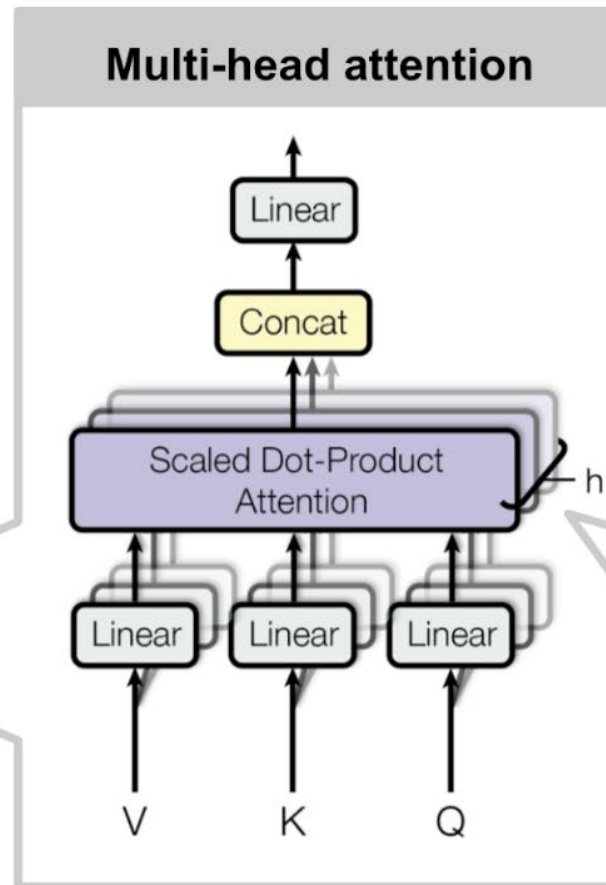 Multi-head attention
Linear
Concat
Scaled Dot-Product
Attention
h
Linear
Linear
Linear
V
K
Q